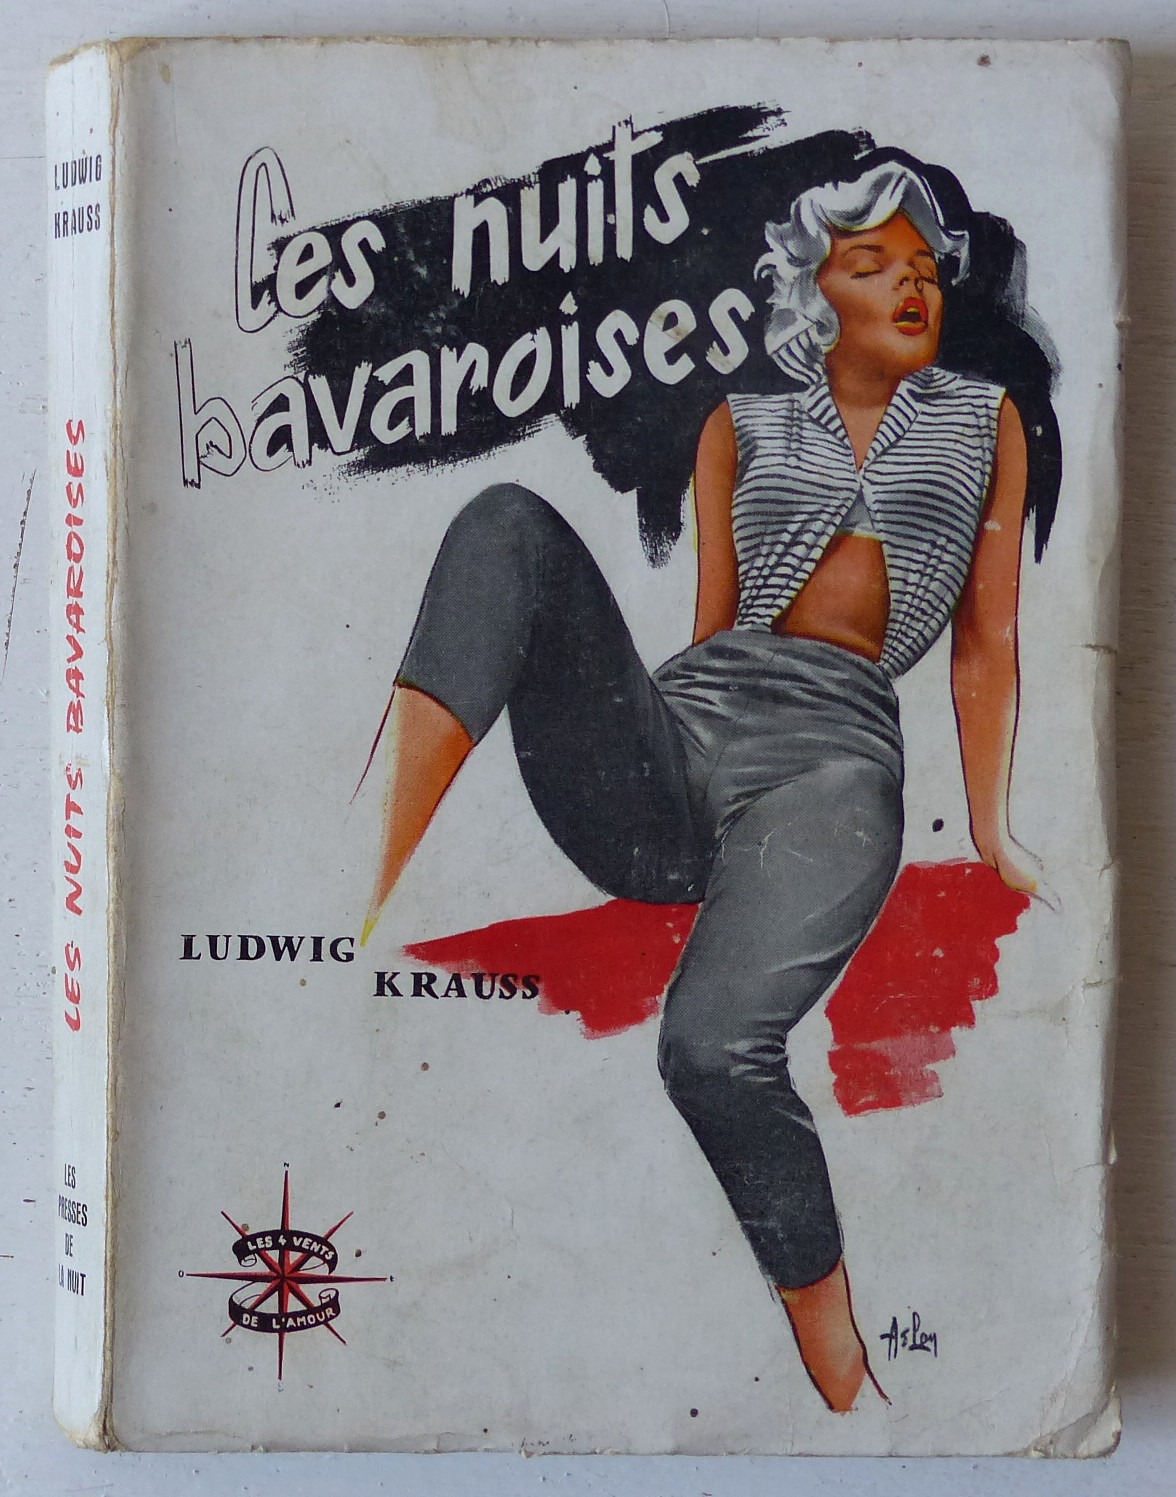 LUDWIG
KRAUSS
LES NUITS BAVAROISES
LES
PRESSES
DE
LA NUIT
Les nuits
bavaroises
LUDWIG
KRAUSS
N
O
E
LES 4 VENTS
DE L'AMOUR
S
Aslan